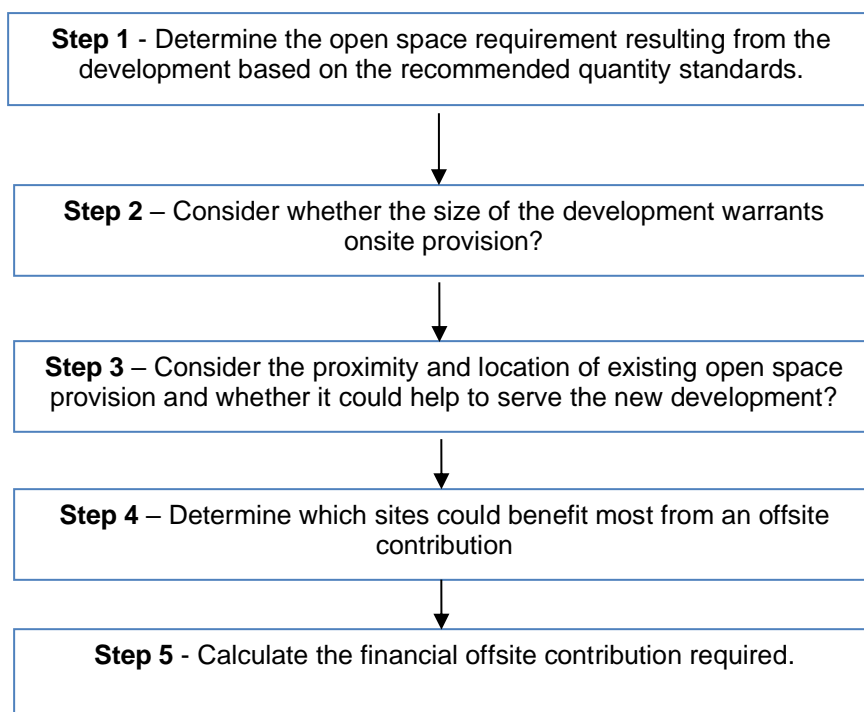 Step 1 - Determine the open space requirement resulting from the
development based on the recommended quantity standards.
Step 2 – Consider whether the size of the development warrants
onsite provision?
Step 3 – Consider the proximity and location of existing open space
provision and whether it could help to serve the new development?
Step 4 – Determine which sites could benefit most from an offsite
contribution
Step 5 - Calculate the financial offsite contribution required.